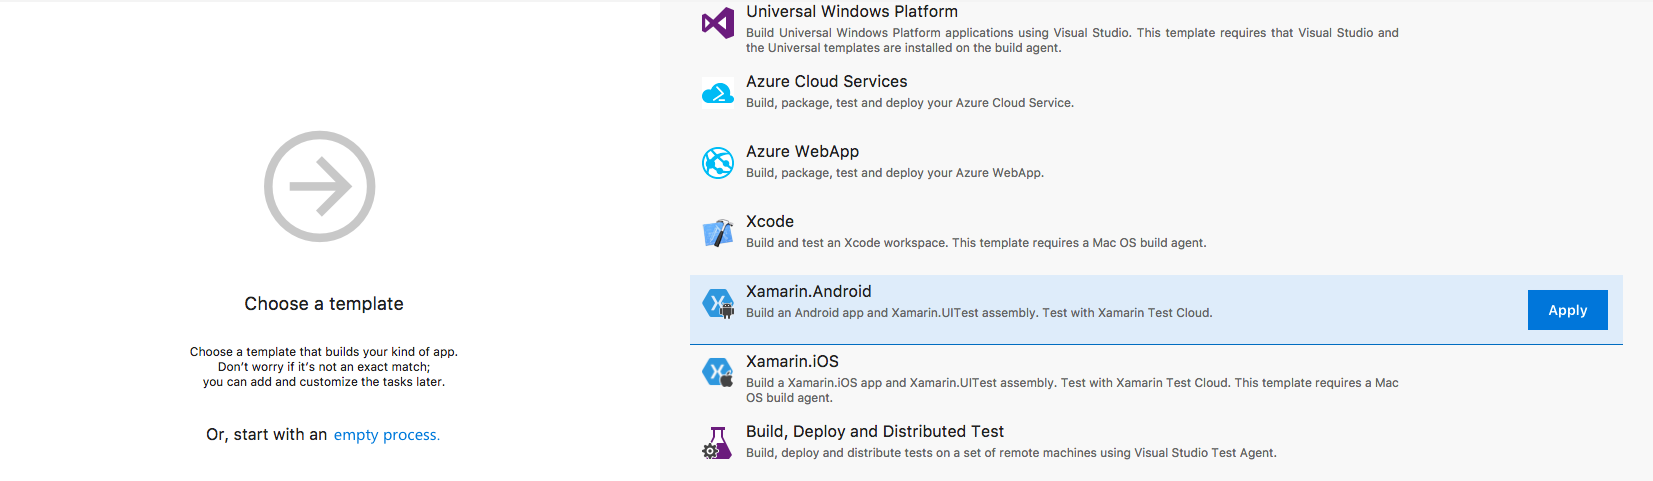 Choose a template
Choose a template that builds your kind of app.
Don't worry if it's not an exact match;
you can add and customize the tasks later.
Or, start with an empty process.
Universal Windows Platform
Build Universal Windows Platform applications using Visual Studio. This template requires that Visual Studio and
the Universal templates are installed on the build agent.
Azure Cloud Services
Build, package, test and deploy your Azure Cloud Service.
Azure WebApp
Build, package, test and deploy your Azure WebApp.
Xcode
Build and test an Xcode workspace. This template requires a Mac OS build agent.
Xamarin.Android
Build an Android app and Xamarin.UITest assembly. Test with Xamarin Test Cloud.
Apply
Xamarin.iOS
Build a Xamarin.iOS app and Xamarin.UITest assembly. Test with Xamarin Test Cloud. This template requires a Mac
OS build agent.
Build, Deploy and Distributed Test
Build, deploy and distribute tests on a set of remote machines using Visual Studio Test Agent.